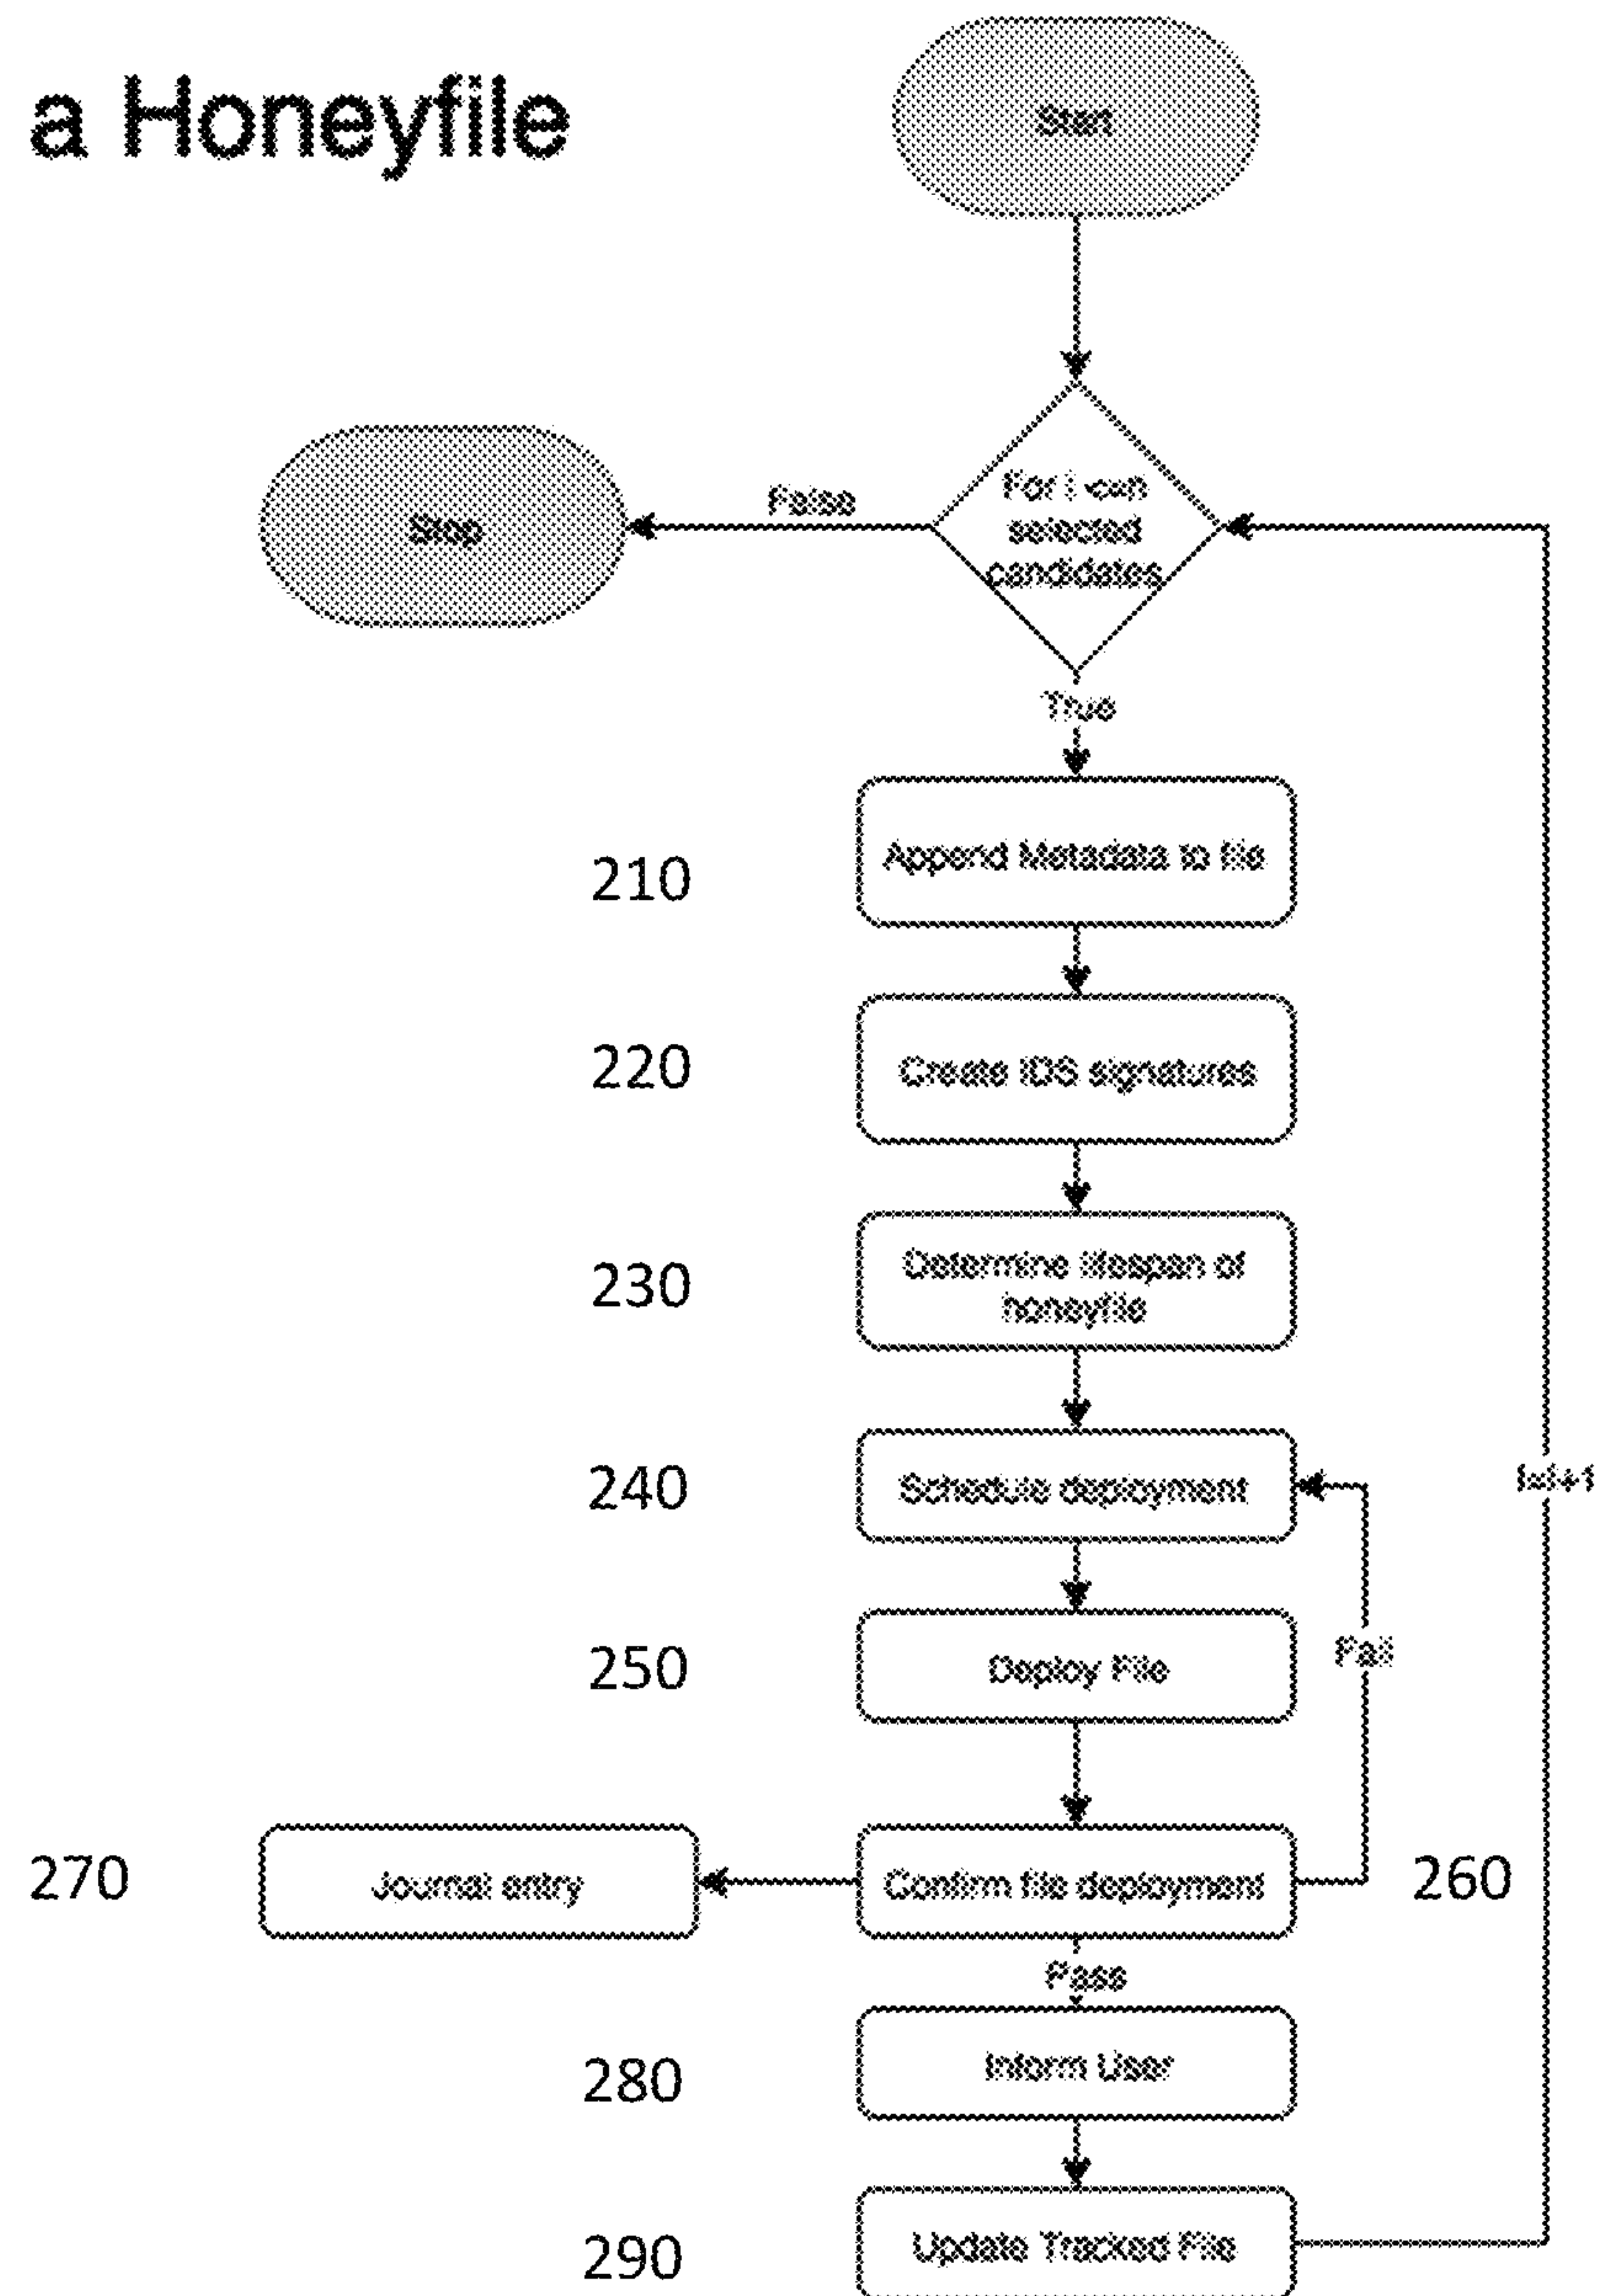 a Honeyfile
Start
For i
selected
candidates
False
Stop
True
210
Append Metadata to file
220
Create IDS signatures
230
Determine lifespan of
honeyfile
240
Schedule deployment
i=i+1
250
Deploy File
Fail
270
Journal entry
Confirm file deployment
260
Pass
280
Inform User
290
Update Tracked File